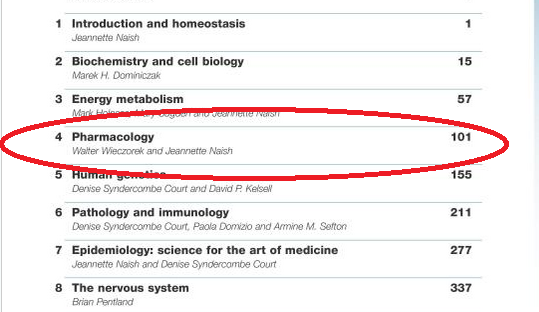 1 Introduction and homeostasis 1
Jeannette Naish
2 Biochemistry and cell biology 15
Marek H. Dominiczak
3 Energy metabolism 57
and Jeannette Naish
4 Pharmacology 101
Walter Wieczorek and Jeannette Naish
5 Human genetics 155
Denise Syndercombe Court and David P. Kelsell
6 Pathology and immunology 211
Denise Syndercombe Court, Paola Domizio and Armine M. Sefton
7 Epidemiology: science for the art of medicine 277
Jeannette Naish and Denise Syndercombe Court
8 The nervous system 337
Brian Pentland